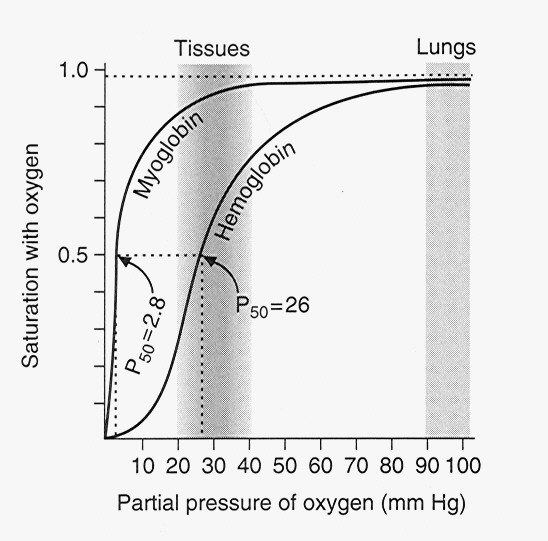 Tissues
Lungs
1.0
Myoglobin
Hemoglobin
0.5
P50=2.8
P50=26
Saturation with oxygen
10 20 30 40 50 60 70 80 90 100
Partial pressure of oxygen (mm Hg)